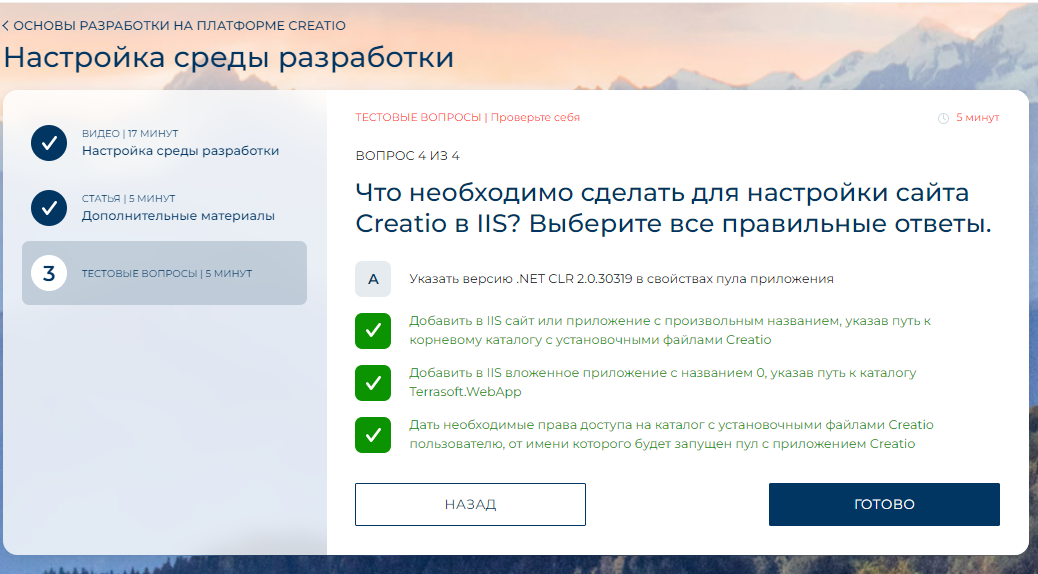 ОСНОВЫ РАЗРАБОТКИ НА ПЛАТФОРМЕ CREATIO
Настройка среды разработки
ВИДЕО | 17 МИНУТ
Настройка среды разработки
СТАТЬЯ | 5 МИНУТ
Дополнительные материалы
3
ТЕСТОВЫЕ ВОПРОСЫ | 5 МИНУТ
ТЕСТОВЫЕ ВОПРОСЫ | Проверьте себя
5 минут
ВОПРОС 4 ИЗ 4
Что необходимо сделать для настройки сайта
Creatio в IIS? Выберите все правильные ответы.
A
Указать версию .NET CLR 2.0.30319 в свойствах пула приложения
Добавить в IIS сайт или приложение с произвольным названием, указав путь к
корневому каталогу с установочными файлами Creatio
Добавить в IIS вложенное приложение с названием 0, указав путь к каталогу
Terrasoft.WebApp
Дать необходимые права доступа на каталог с установочными файлами Creatio
пользователю, от имени которого будет запущен пул с приложением Creatio
НАЗАД
ГОТОВО